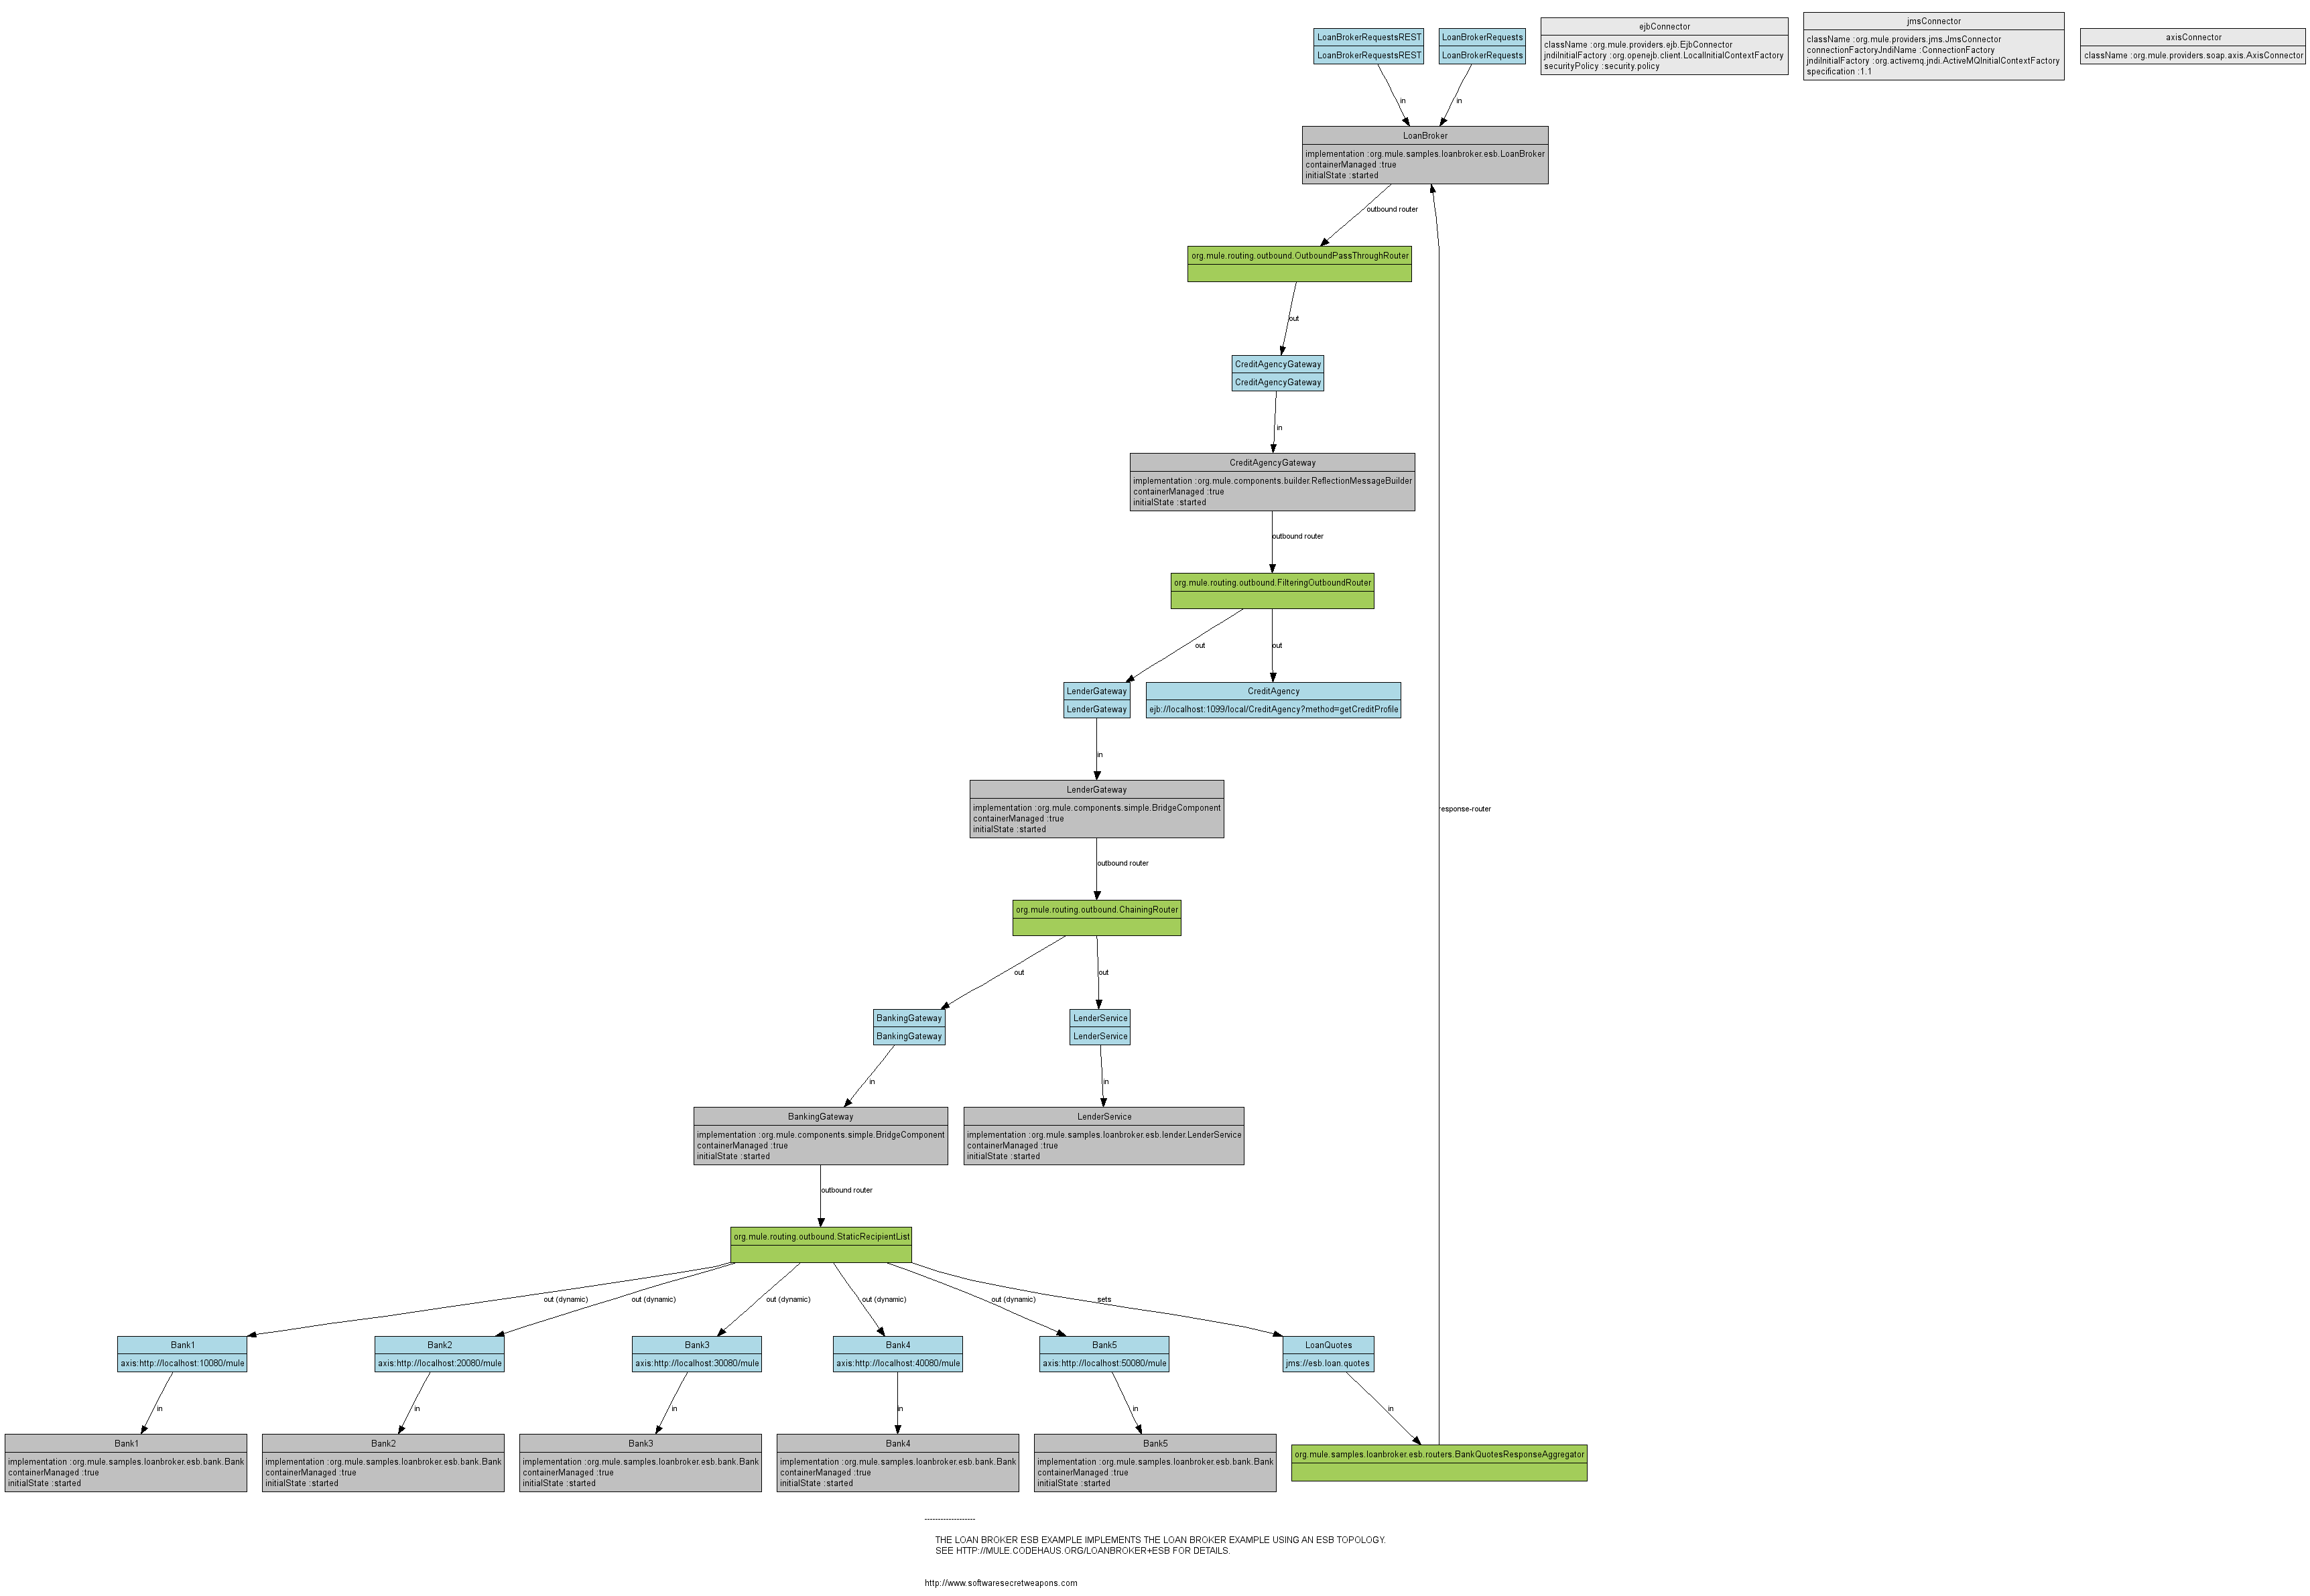 LoanBrokerRequestsREST
LoanBrokerRequestsREST
LoanBrokerRequests
LoanBrokerRequests
ejbConnector
className :org.mule.providers.ejb.EjbConnector
jndiInitialFactory :org.openejb.client.LocalInitialContextFactory
securityPolicy :security.policy
jmsConnector
className :org.mule.providers.jms.JmsConnector
connectionFactoryJndiName :ConnectionFactory
jndiInitialFactory :org.activemq.jndi.ActiveMQInitialContextFactory
specification :1.1
axisConnector
className :org.mule.providers.soap.axis.AxisConnector
in
in
LoanBroker
implementation :org.mule.samples.loanbroker.esb.LoanBroker
containerManaged :true
initialState :started
outbound router
org.mule.routing.outbound.OutboundPassThroughRouter
out
CreditAgencyGateway
CreditAgencyGateway
in
CreditAgencyGateway
implementation :org.mule.components.builder.ReflectionMessageBuilder
containerManaged :true
initialState :started
outbound router
org.mule.routing.outbound.FilteringOutboundRouter
out
out
LenderGateway
LenderGateway
CreditAgency
ejb://localhost:1099/local/CreditAgency?method=getCreditProfile
in
LenderGateway
implementation :org.mule.components.simple.BridgeComponent
containerManaged :true
initialState :started
response-router
outbound router
org.mule.routing.outbound.ChainingRouter
out
out
BankingGateway
BankingGateway
LenderService
LenderService
in
in
BankingGateway
implementation :org.mule.components.simple.BridgeComponent
containerManaged :true
initialState :started
LenderService
implementation :org.mule.samples.loanbroker.esb.lender.LenderService
containerManaged :true
initialState :started
outbound router
org.mule.routing.outbound.StaticRecipientList
out (dynamic)
out (dynamic)
out (dynamic)
out (dynamic)
out (dynamic)
sets
Bank1
axis:http://localhost:10080/mule
Bank2
axis:http://localhost:20080/mule
Bank3
axis:http://localhost:30080/mule
Bank4
axis:http://localhost:40080/mule
Bank5
axis:http://localhost:50080/mule
LoanQuotes
jms://esb.loan.quotes
in
in
in
in
in
in
Bank1
implementation :org.mule.samples.loanbroker.esb.bank.Bank
containerManaged :true
initialState :started
Bank2
implementation :org.mule.samples.loanbroker.esb.bank.Bank
containerManaged :true
initialState :started
Bank3
implementation :org.mule.samples.loanbroker.esb.bank.Bank
containerManaged :true
initialState :started
Bank4
implementation :org.mule.samples.loanbroker.esb.bank.Bank
containerManaged :true
initialState :started
Bank5
implementation :org.mule.samples.loanbroker.esb.bank.Bank
containerManaged :true
initialState :started
org.mule.samples.loanbroker.esb.routers.BankQuotesResponseAggregator
-------------------
THE LOAN BROKER ESB EXAMPLE IMPLEMENTS THE LOAN BROKER EXAMPLE USING AN ESB TOPOLOGY.
SEE HTTP://MULE.CODEHAUS.ORG/LOANBROKER+ESB FOR DETAILS.
http://www.softwaresecretweapons.com